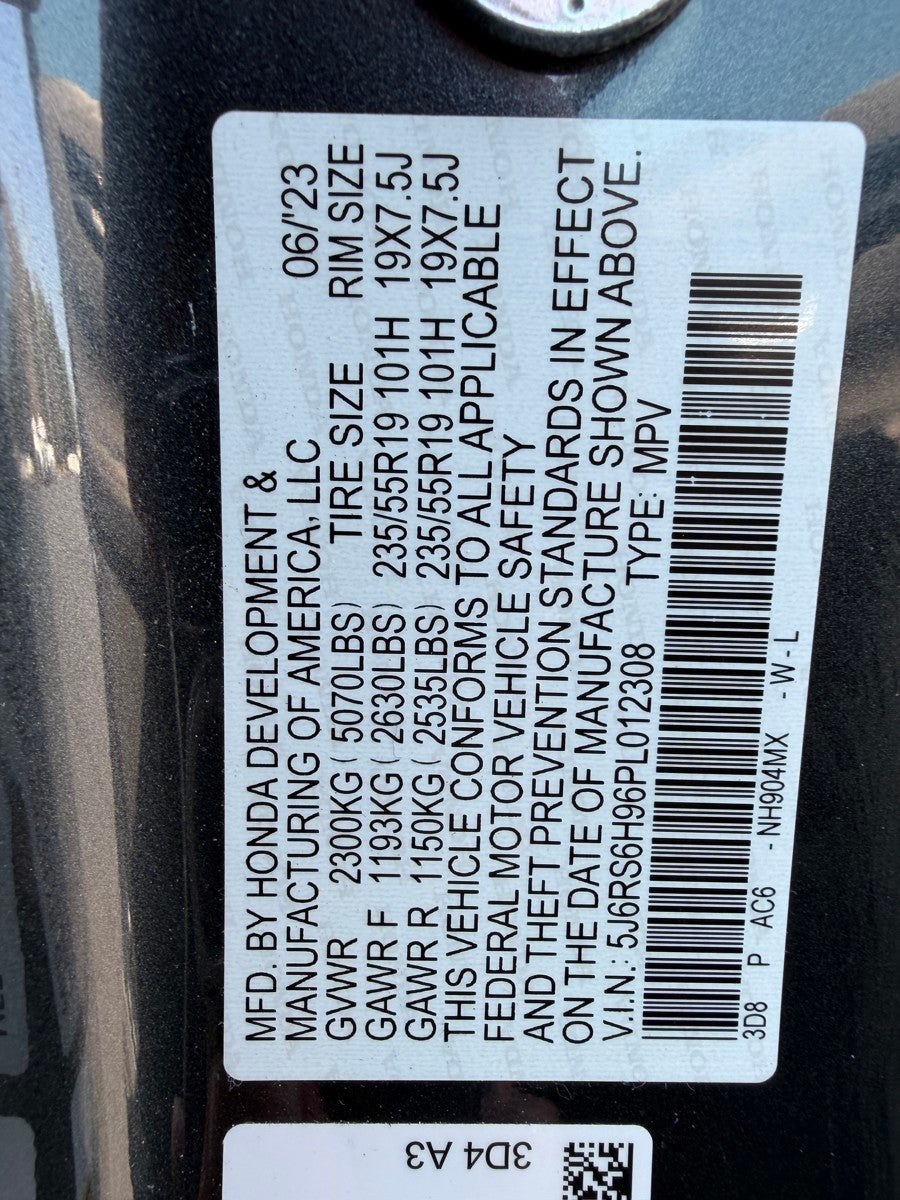 MFD. BY HONDA DEVELOPMENT &
MANUFACTURING OF AMERICA, LLC 06/'23
GVWR 2300KG ( 5070LBS) TIRE SIZE RIM SIZE
GAWR F 1193KG ( 2630LBS) 235/55R19 101H 19X7.5J
GAWR R 1150KG ( 2535LBS) 235/55R19 101H 19X7.5J
THIS VEHICLE CONFORMS TO ALL APPLICABLE
FEDERAL MOTOR VEHICLE SAFETY
AND THEFT PREVENTION STANDARDS IN EFFECT
ON THE DATE OF MANUFACTURE SHOWN ABOVE.
V.I.N.: 5J6RS6H96PL012308 TYPE: MPV
3D8 P AC6 - NH904MX - W - L
3D4 A3